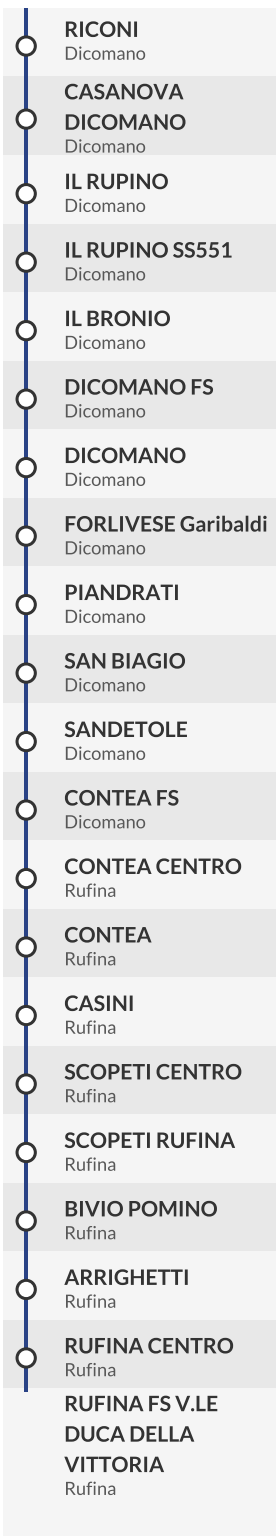 RICONI
Dicomano
CASANOVA
DICOMANO
Dicomano
IL RUPINO
Dicomano
IL RUPINO SS551
Dicomano
IL BRONIO
Dicomano
DICOMANO FS
Dicomano
DICOMANO
Dicomano
FORLIVESE Garibaldi
Dicomano
PIANDRATI
Dicomano
SAN BIAGIO
Dicomano
SANDETOLE
Dicomano
CONTEA FS
Dicomano
CONTEA CENTRO
Rufina
CONTEA
Rufina
CASINI
Rufina
SCOPETI CENTRO
Rufina
SCOPETI RUFINA
Rufina
BIVIO POMINO
Rufina
ARRIGHETTI
Rufina
RUFINA CENTRO
Rufina
RUFINA FS V.LE
DUCA DELLA
VITTORIA
Rufina